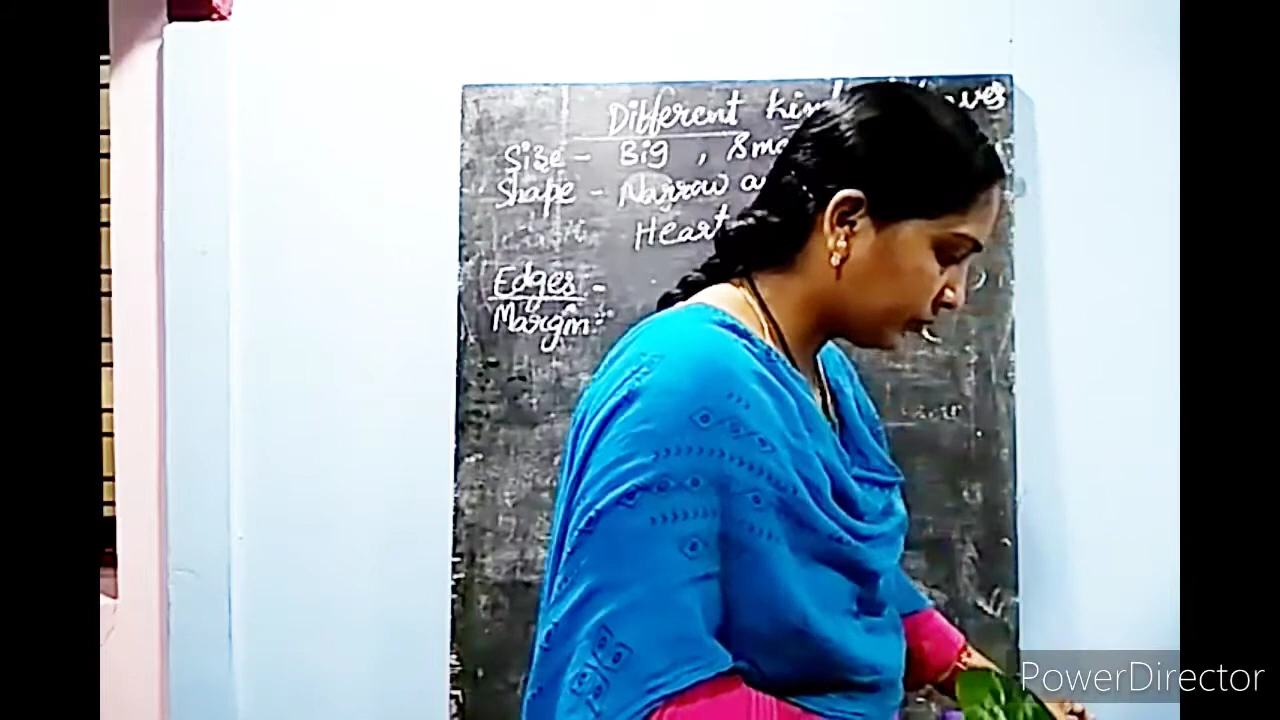 Different
Size - Big ,
Shape - Narrow
Heart
Edges -
Margin
PowerDirector